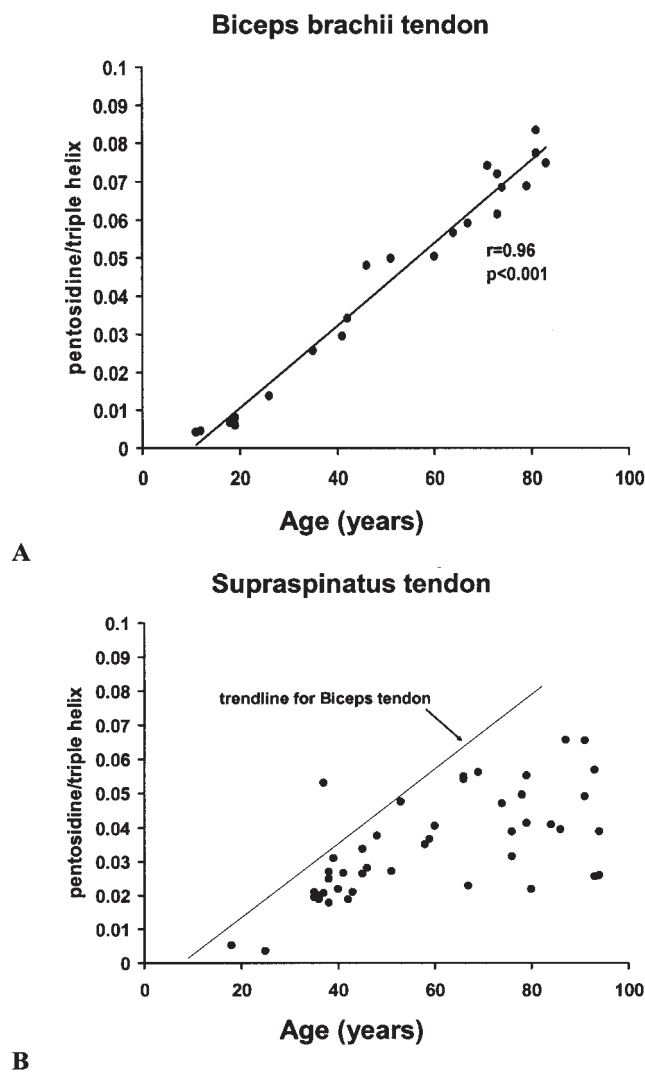 Biceps brachii tendon
0.1
0.09
0.08
0.07
0.06
0.05
0.04
0.03
0.02
0.01
0
pentosidine/triple helix
r=0.96
p<0.001
0 20 40 60 80 100
Age (years)
A
Supraspinatus tendon
0.1
0.09
0.08
0.07
0.06
0.05
0.04
0.03
0.02
0.01
0
pentosidine/triple helix
trendline for Biceps tendon
0 20 40 60 80 100
Age (years)
B